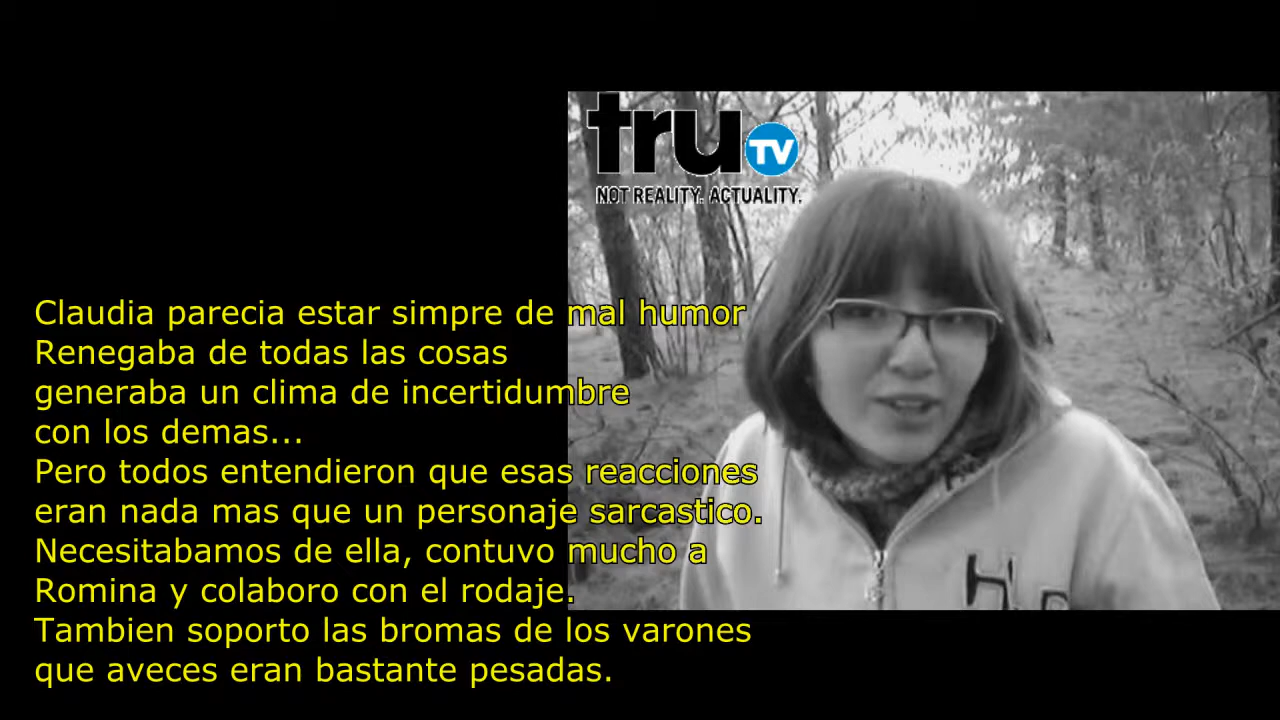 tru TV
NOT REALITY. ACTUALITY.
Claudia parecia estar simpre de mal humor
Renegaba de todas las cosas
generaba un clima de incertidumbre
con los demas...
Pero todos entendieron que esas reacciones
eran nada mas que un personaje sarcastico.
Necesitabamos de ella, contuvo mucho a
Romina y colaboro con el rodaje.
Tambien soporto las bromas de los varones
que aveces eran bastante pesadas.